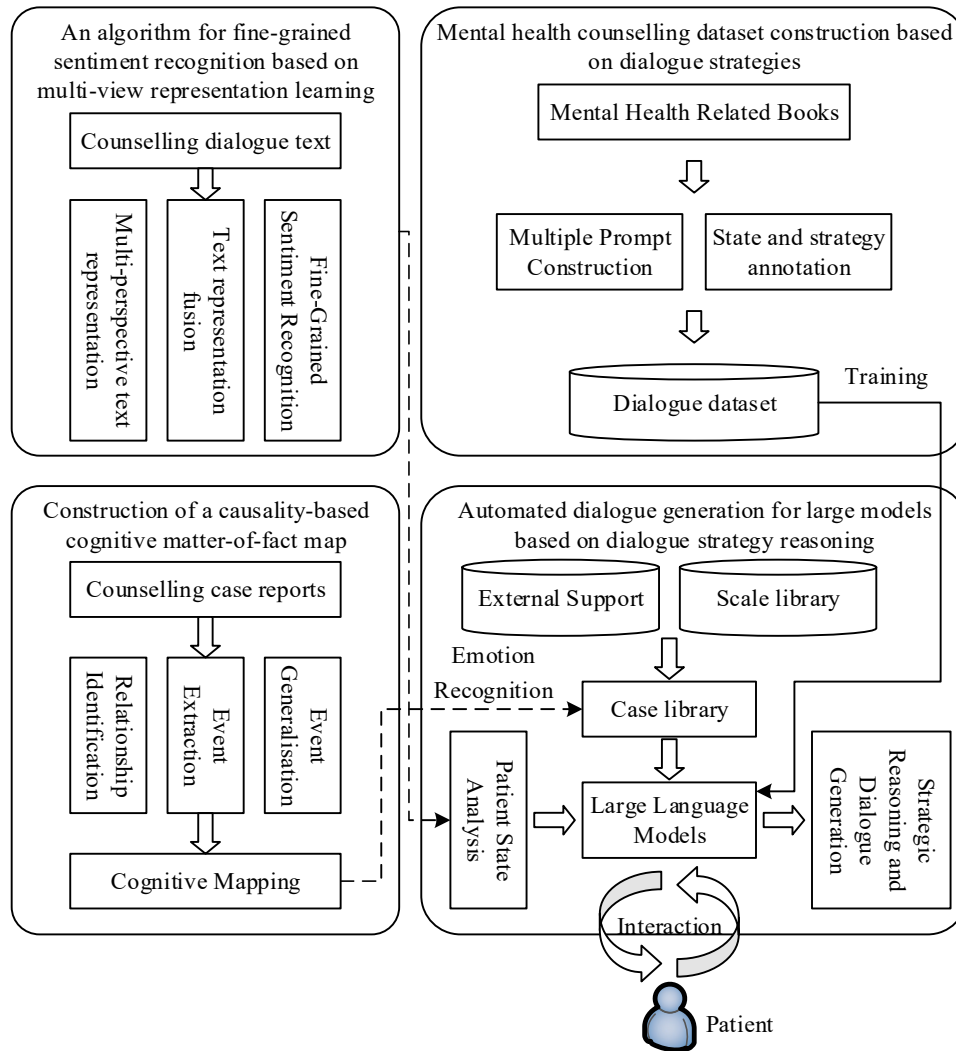 An algorithm for fine-grained
sentiment recognition based on
multi-view representation learning
Counselling dialogue text
Multi-perspective text
representation
Text representation
fusion
Fine-Grained
Sentiment Recognition
Mental health counselling dataset construction based
on dialogue strategies
Mental Health Related Books
Multiple Prompt
Construction
State and strategy
annotation
Dialogue dataset
Training
Construction of a causality-based
cognitive matter-of-fact map
Counselling case reports
Relationship
Identification
Event
Extraction
Event
Generalisation
Cognitive Mapping
Automated dialogue generation for large models
based on dialogue strategy reasoning
External Support
Scale library
Emotion
Recognition
Case library
Patient State
Analysis
Large Language
Models
Strategic
Reasoning and
Dialogue
Generation
Interaction
Patient